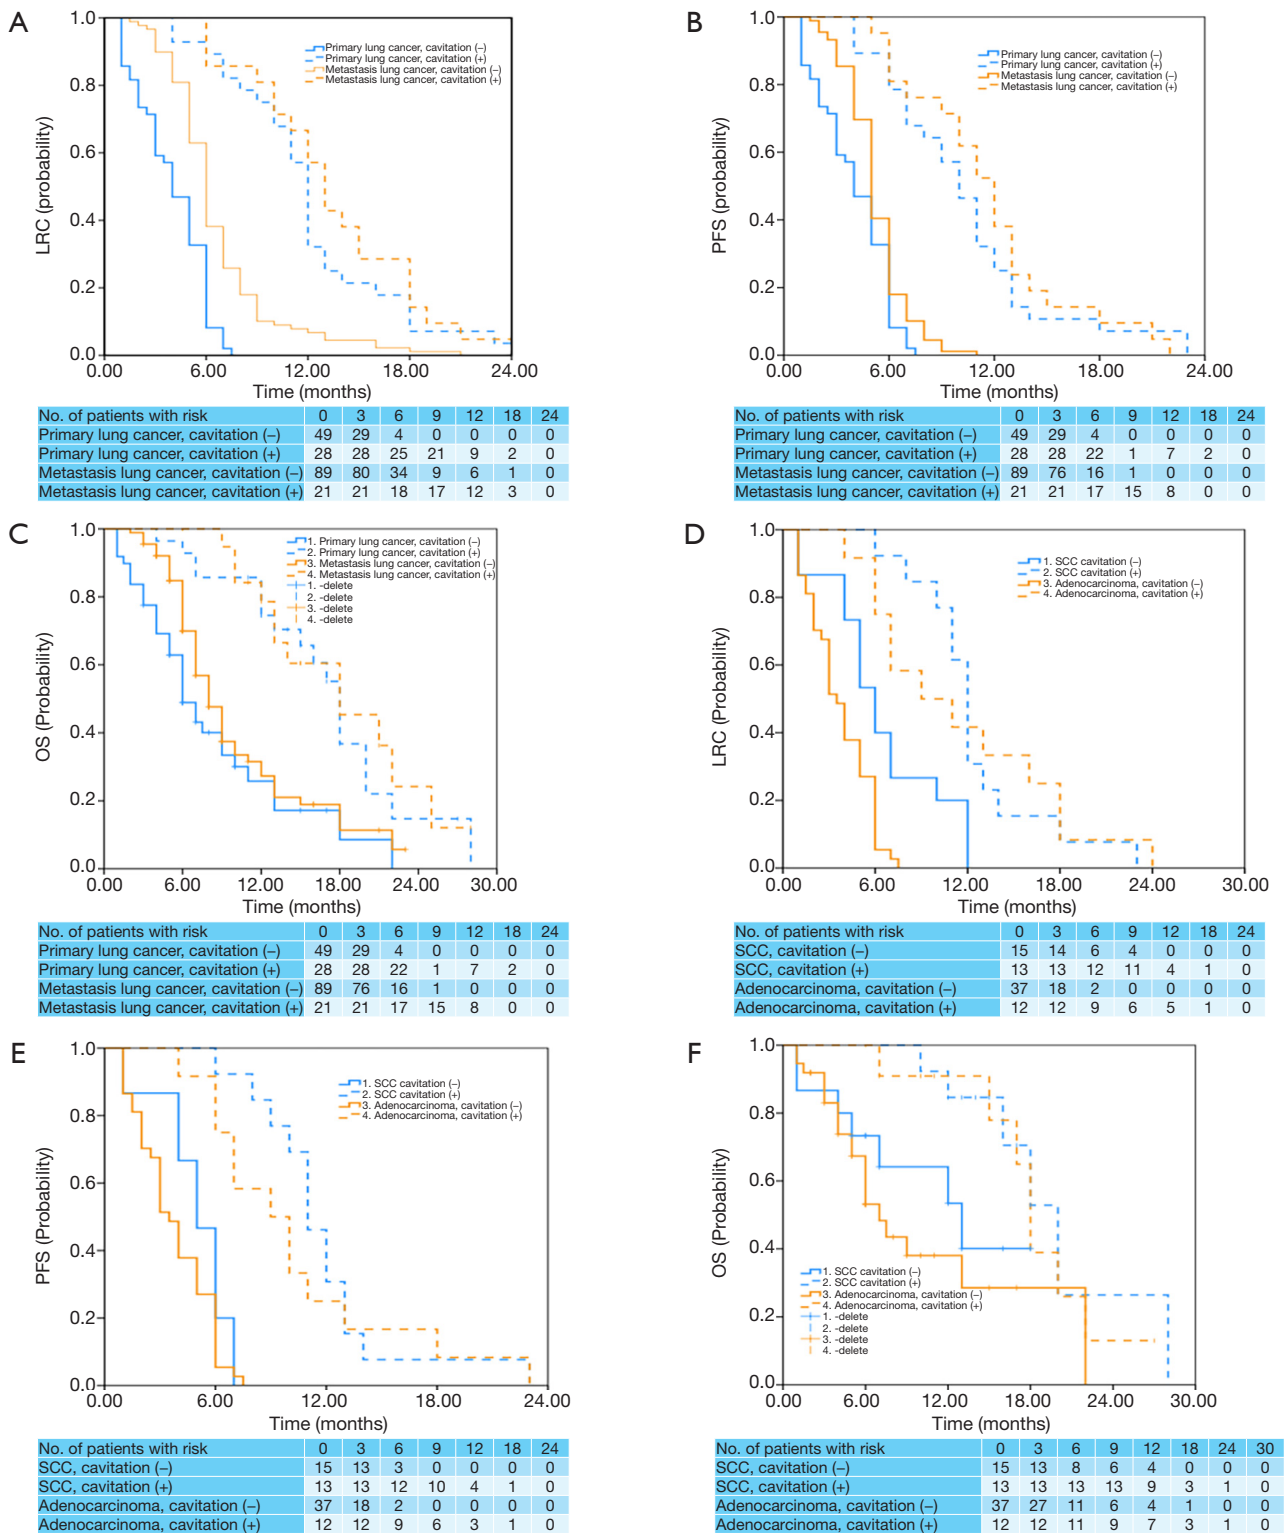 A
LRC (probability)
1.0
0.8
0.6
0.4
0.2
0.0
Primary lung cancer, cavitation (–)
Primary lung cancer, cavitation (+)
Metastasis lung cancer, cavitation (–)
Metastasis lung cancer, cavitation (+)
0.00 6.00 12.00 18.00 24.00
Time (months)
No. of patients with risk 0 3 6 9 12 18 24
Primary lung cancer, cavitation (–) 49 29 4 0 0 0 0
Primary lung cancer, cavitation (+) 28 28 25 21 9 2 0
Metastasis lung cancer, cavitation (–) 89 80 34 9 6 1 0
Metastasis lung cancer, cavitation (+) 21 21 18 17 12 3 0
B
PFS (probability)
1.0
0.8
0.6
0.4
0.2
0.0
Primary lung cancer, cavitation (–)
Primary lung cancer, cavitation (+)
Metastasis lung cancer, cavitation (–)
Metastasis lung cancer, cavitation (+)
0.00 6.00 12.00 18.00 24.00
Time (months)
No. of patients with risk 0 3 6 9 12 18 24
Primary lung cancer, cavitation (–) 49 29 4 0 0 0 0
Primary lung cancer, cavitation (+) 28 28 22 1 7 2 0
Metastasis lung cancer, cavitation (–) 89 76 16 1 0 0 0
Metastasis lung cancer, cavitation (+) 21 21 17 15 8 0 0
C
OS (Probability)
1.0
0.8
0.6
0.4
0.2
0.0
1. Primary lung cancer, cavitation (–)
2. Primary lung cancer, cavitation (+)
3. Metastasis lung cancer, cavitation (–)
4. Metastasis lung cancer, cavitation (+)
1. -delete
2. -delete
3. -delete
4. -delete
0.00 6.00 12.00 18.00 24.00 30.00
Time (months)
No. of patients with risk 0 3 6 9 12 18 24
Primary lung cancer, cavitation (–) 49 29 4 0 0 0 0
Primary lung cancer, cavitation (+) 28 28 22 1 7 2 0
Metastasis lung cancer, cavitation (–) 89 76 16 1 0 0 0
Metastasis lung cancer, cavitation (+) 21 21 17 15 8 0 0
D
LRC (Probability)
1.0
0.8
0.6
0.4
0.2
0.0
1. SCC cavitation (–)
2. SCC cavitation (+)
3. Adenocarcinoma, cavitation (–)
4. Adenocarcinoma, cavitation (+)
0.00 6.00 12.00 18.00 24.00 30.00
Time (months)
No. of patients with risk 0 3 6 9 12 18 24
SCC, cavitation (–) 15 14 6 4 0 0 0
SCC, cavitation (+) 13 13 12 11 4 1 0
Adenocarcinoma, cavitation (–) 37 18 2 0 0 0 0
Adenocarcinoma, cavitation (+) 12 12 9 6 5 1 0
E
PFS (Probability)
1.0
0.8
0.6
0.4
0.2
0.0
1. SCC cavitation (–)
2. SCC cavitation (+)
3. Adenocarcinoma, cavitation (–)
4. Adenocarcinoma, cavitation (+)
0.00 6.00 12.00 18.00 24.00
Time (months)
No. of patients with risk 0 3 6 9 12 18 24
SCC, cavitation (–) 15 13 3 0 0 0 0
SCC, cavitation (+) 13 13 12 10 4 1 0
Adenocarcinoma, cavitation (–) 37 18 2 0 0 0 0
Adenocarcinoma, cavitation (+) 12 12 9 6 3 1 0
F
OS (Probability)
1.0
0.8
0.6
0.4
0.2
0.0
1. SCC cavitation (–)
2. SCC cavitation (+)
3. Adenocarcinoma, cavitation (–)
4. Adenocarcinoma, cavitation (+)
1. -delete
2. -delete
3. -delete
4. -delete
0.00 6.00 12.00 18.00 24.00 30.00
Time (months)
No. of patients with risk 0 3 6 9 12 18 24 30
SCC, cavitation (–) 15 13 8 6 4 0 0 0
SCC, cavitation (+) 13 13 13 13 9 3 1 0
Adenocarcinoma, cavitation (–) 37 27 11 6 4 1 0 0
Adenocarcinoma, cavitation (+) 12 12 11 9 7 3 1 0